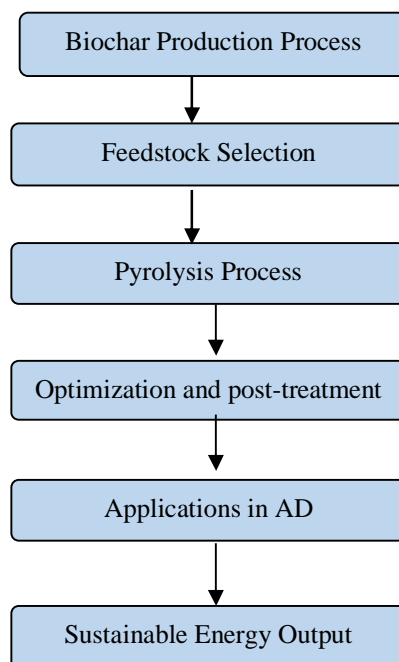 Biochar Production Process
Feedstock Selection
Pyrolysis Process
Optimization and post-treatment
Applications in AD
Sustainable Energy Output